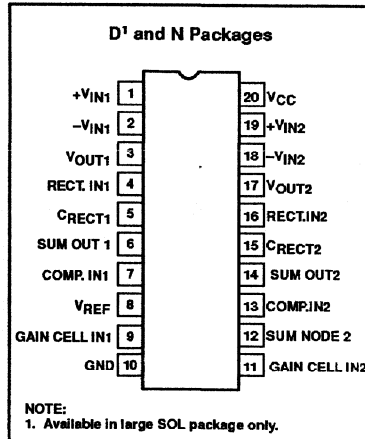 D1 and N Packages
+VIN1 1 20 VCC
−VIN1 2 19 +VIN2
VOUT1 3 18 −VIN2
RECT. IN1 4 17 VOUT2
CRECT1 5 16 RECT.IN2
SUM OUT 1 6 15 CRECT2
COMP. IN1 7 14 SUM OUT2
VREF 8 13 COMP.IN2
GAIN CELL IN1 9 12 SUM NODE 2
GND 10 11 GAIN CELL IN2
NOTE:
1. Available in large SOL package only.